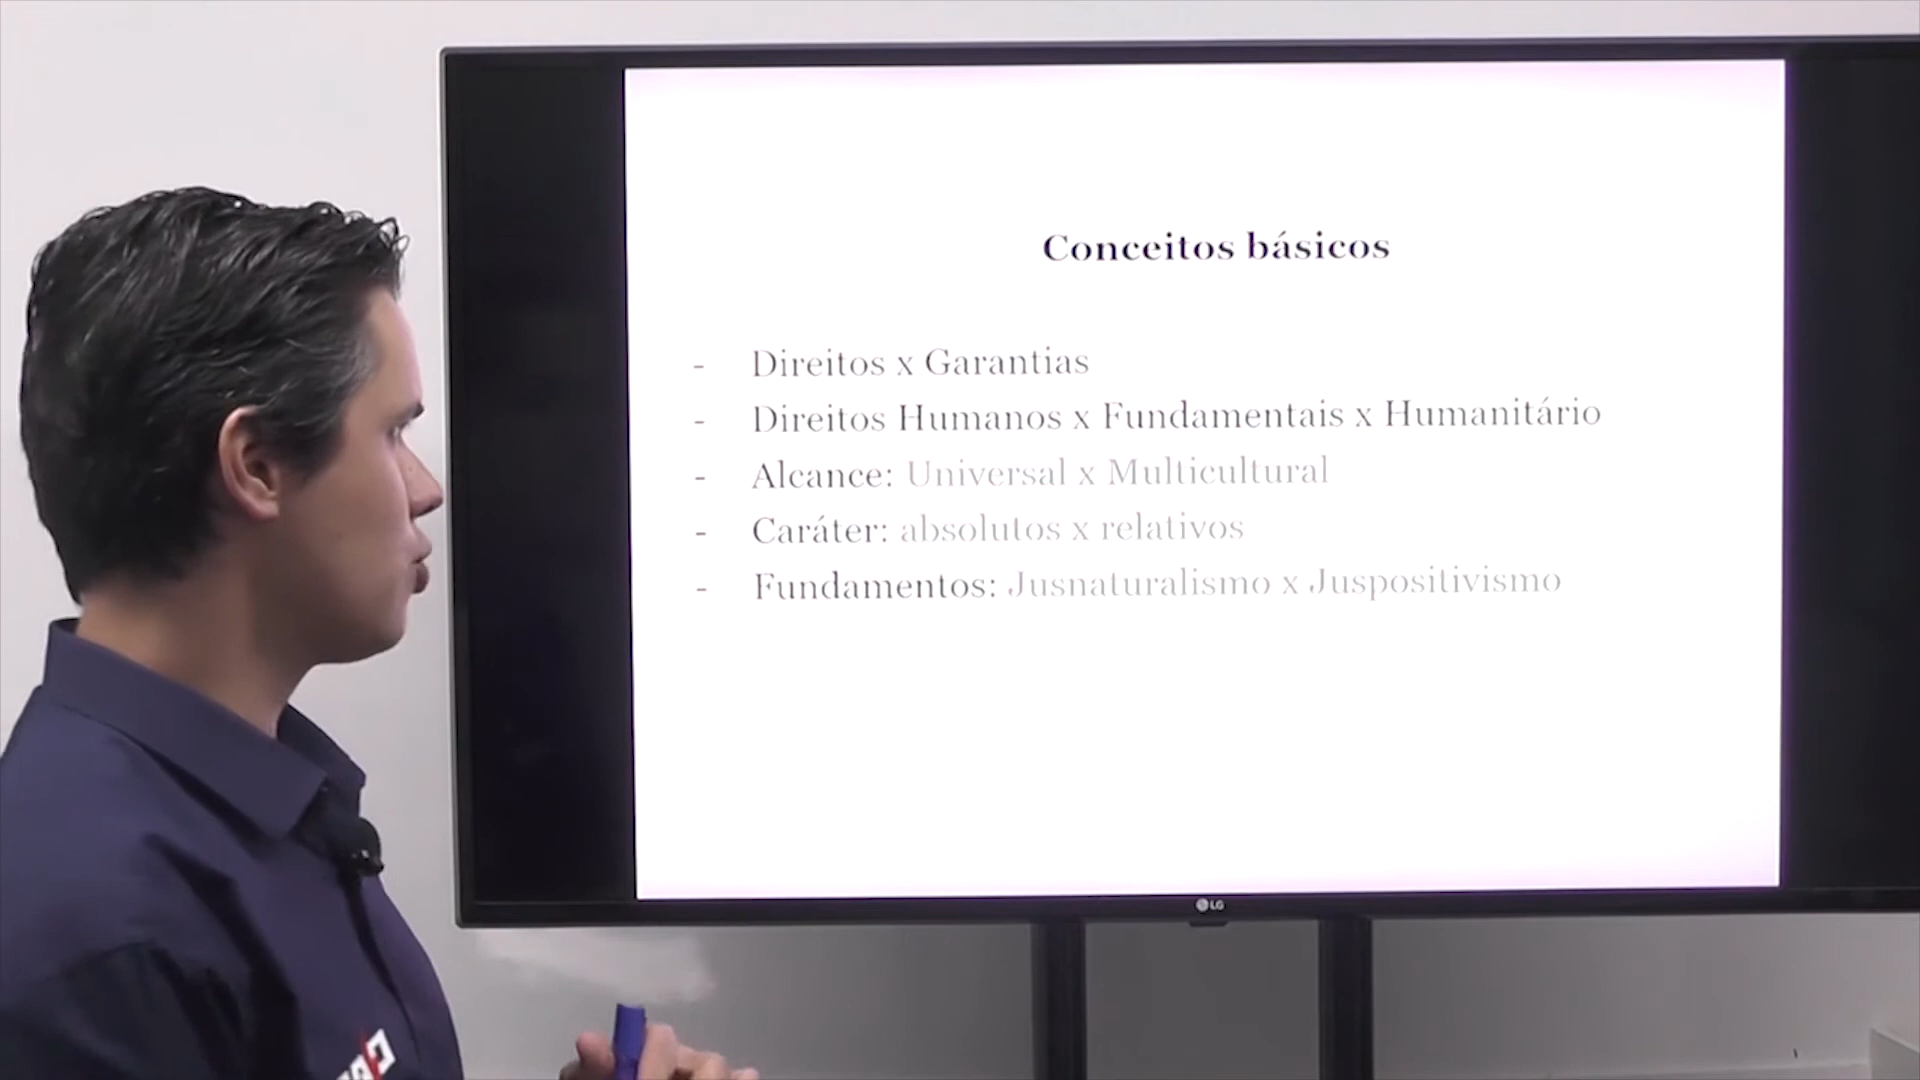 Conceitos básicos
- Direitos x Garantias
- Direitos Humanos x Fundamentais x Humanitário
- Alcance: Universal x Multicultural
- Caráter: absolutos x relativos
- Fundamentos: Jusnaturalismo x Juspositivismo
LG